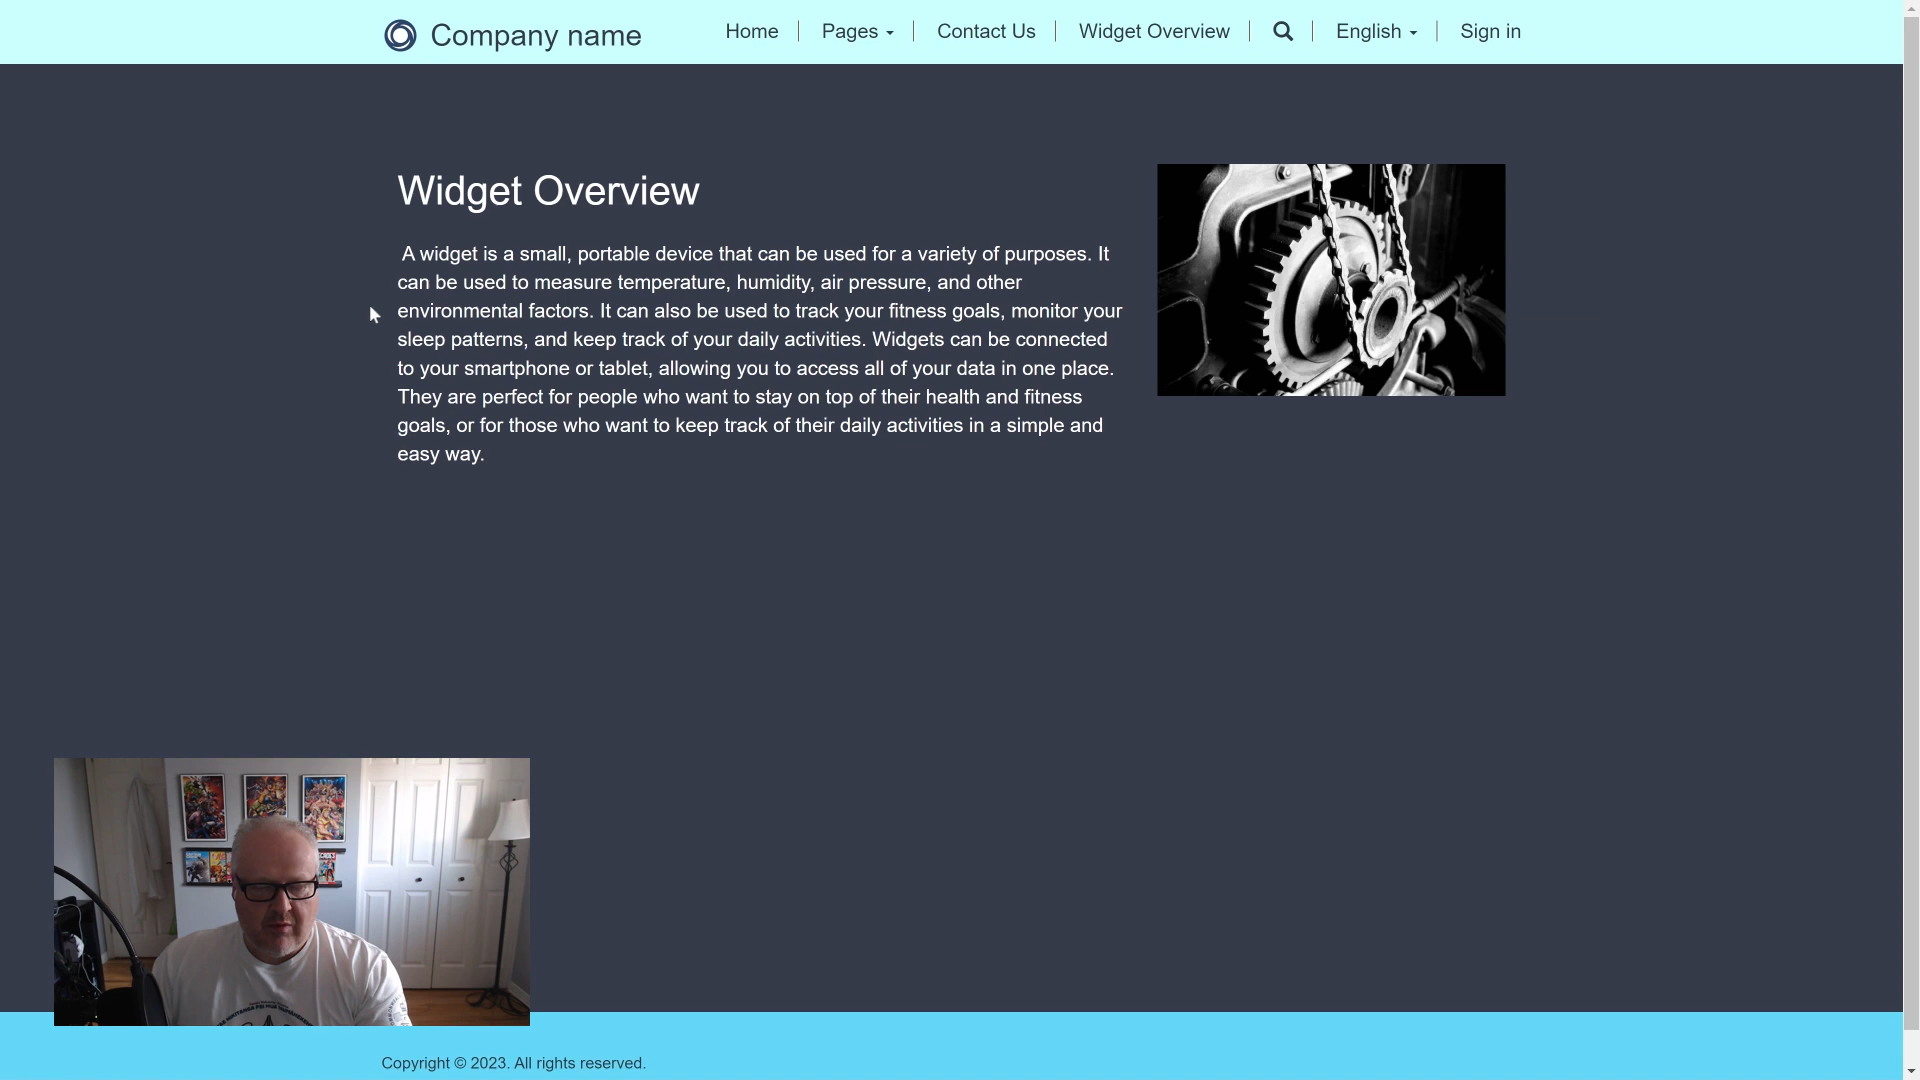 Company name
Home
Pages
Contact Us
Widget Overview
English
Sign in
Widget Overview
A widget is a small, portable device that can be used for a variety of purposes. It
can be used to measure temperature, humidity, air pressure, and other
environmental factors. It can also be used to track your fitness goals, monitor your
sleep patterns, and keep track of your daily activities. Widgets can be connected
to your smartphone or tablet, allowing you to access all of your data in one place.
They are perfect for people who want to stay on top of their health and fitness
goals, or for those who want to keep track of their daily activities in a simple and
easy way.
Copyright © 2023. All rights reserved.